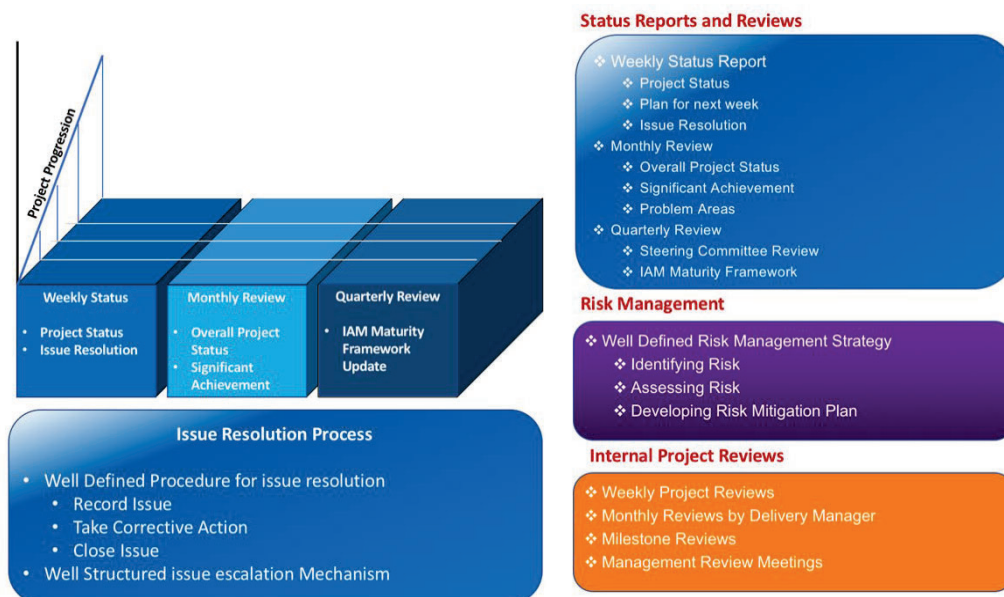 Project Progression
Weekly Status
• Project Status
• Issue Resolution
Monthly Review
• Overall Project
Status
• Significant
Achievement
Quarterly Review
• IAM Maturity
Framework
Update
Issue Resolution Process
• Well Defined Procedure for issue resolution
• Record Issue
• Take Corrective Action
• Close Issue
• Well Structured issue escalation Mechanism
Status Reports and Reviews
❖ Weekly Status Report
❖ Project Status
❖ Plan for next week
❖ Issue Resolution
❖ Monthly Review
❖ Overall Project Status
❖ Significant Achievement
❖ Problem Areas
❖ Quarterly Review
❖ Steering Committee Review
❖ IAM Maturity Framework
Risk Management
❖ Well Defined Risk Management Strategy
❖ Identifying Risk
❖ Assessing Risk
❖ Developing Risk Mitigation Plan
Internal Project Reviews
❖ Weekly Project Reviews
❖ Monthly Reviews by Delivery Manager
❖ Milestone Reviews
❖ Management Review Meetings